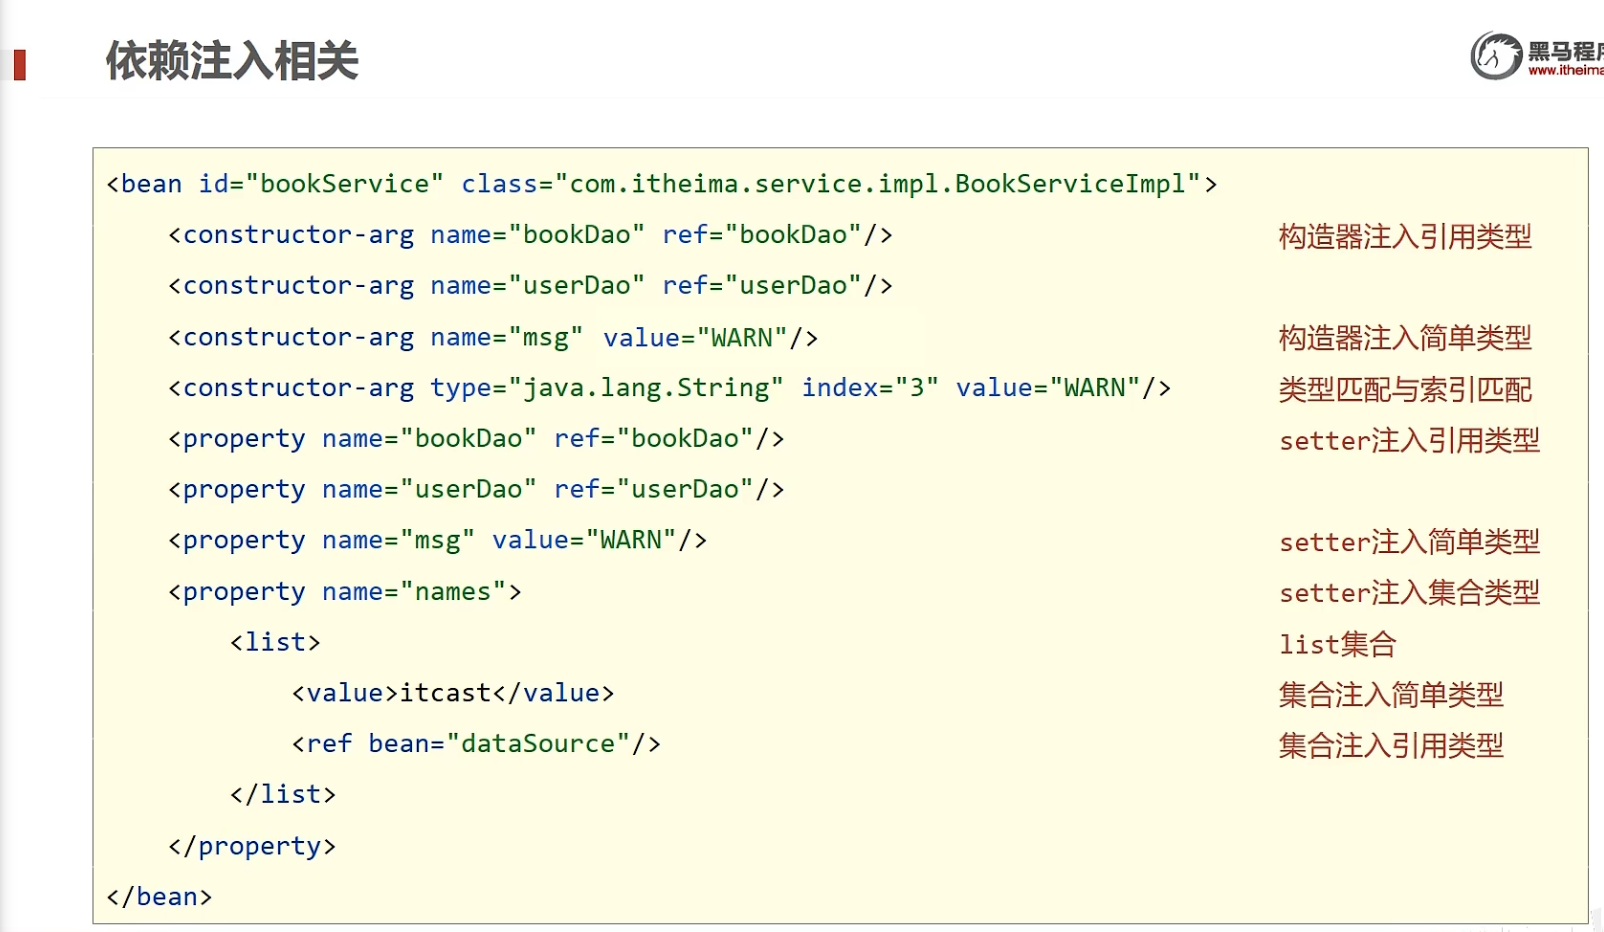 依赖注入相关
黑马程序
www.itheima
<bean id="bookService" class="com.itheima.service.impl.BookServiceImpl">
<constructor-arg name="bookDao" ref="bookDao"/> 构造器注入引用类型
<constructor-arg name="userDao" ref="userDao"/>
<constructor-arg name="msg" value="WARN"/> 构造器注入简单类型
<constructor-arg type="java.lang.String" index="3" value="WARN"/> 类型匹配与索引匹配
<property name="bookDao" ref="bookDao"/> setter注入引用类型
<property name="userDao" ref="userDao"/>
<property name="msg" value="WARN"/> setter注入简单类型
<property name="names"> setter注入集合类型
<list> list集合
<value>itcast</value> 集合注入简单类型
<ref bean="dataSource"/> 集合注入引用类型
</list>
</property>
</bean>